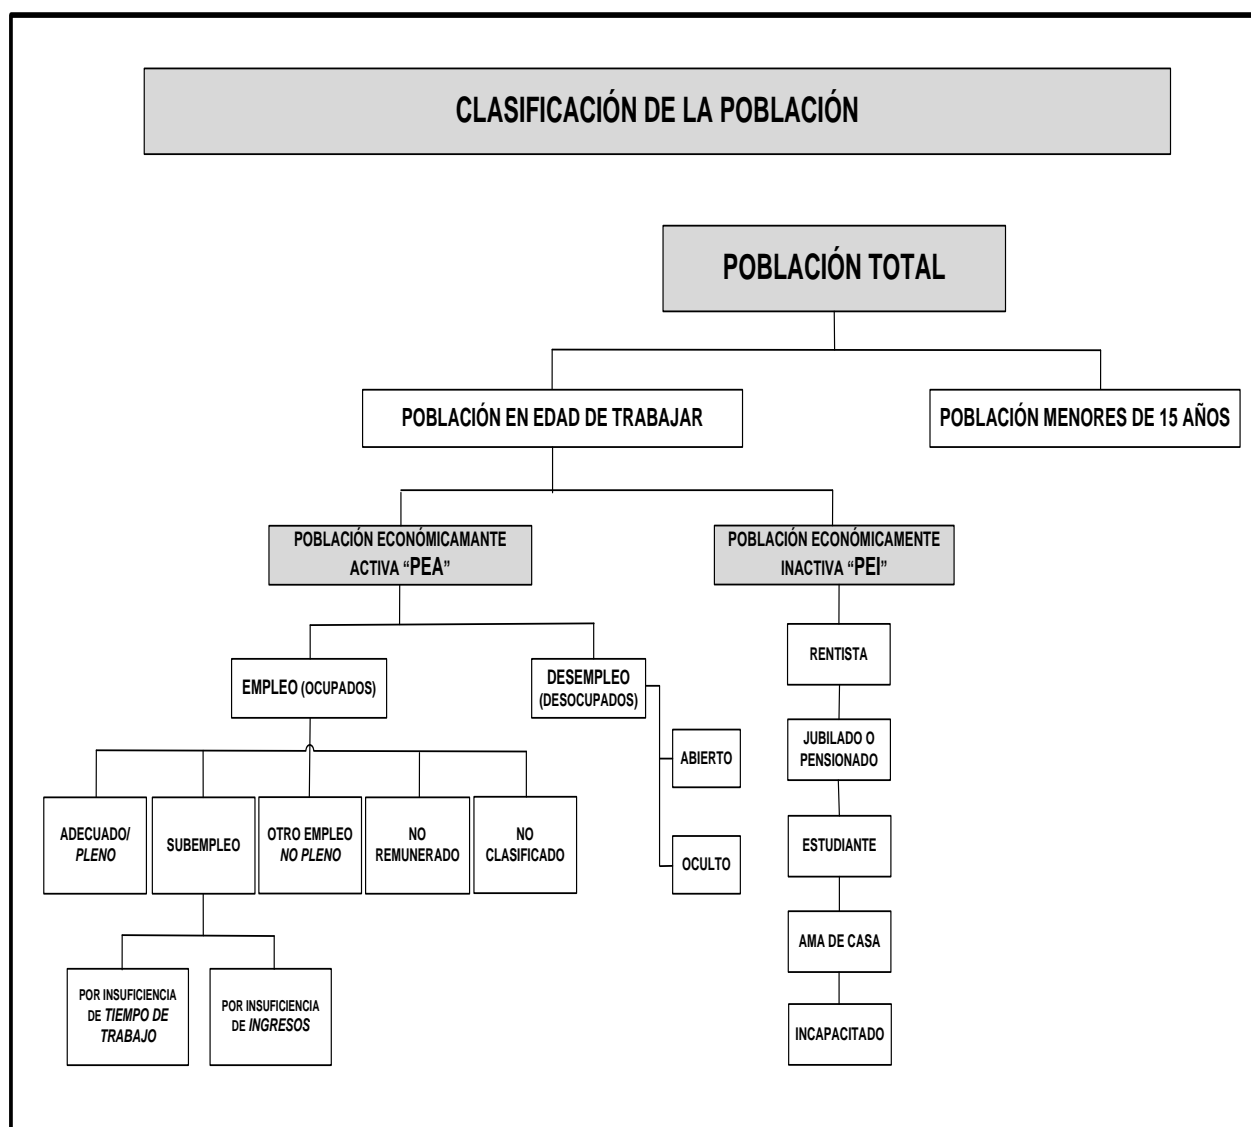 CLASIFICACIÓN DE LA POBLACIÓN
POBLACIÓN TOTAL
POBLACIÓN EN EDAD DE TRABAJAR
POBLACIÓN MENORES DE 15 AÑOS
POBLACIÓN ECONÓMICAMANTE
ACTIVA “PEA”
POBLACIÓN ECONÓMICAMENTE
INACTIVA “PEI”
EMPLEO (OCUPADOS)
DESEMPLEO
(DESOCUPADOS)
ABIERTO
OCULTO
ADECUADO/
PLENO
SUBEMPLEO
OTRO EMPLEO
NO PLENO
NO
REMUNERADO
NO
CLASIFICADO
POR INSUFICIENCIA
DE TIEMPO DE
TRABAJO
POR INSUFICIENCIA
DE INGRESOS
RENTISTA
JUBILADO O
PENSIONADO
ESTUDIANTE
AMA DE CASA
INCAPACITADO